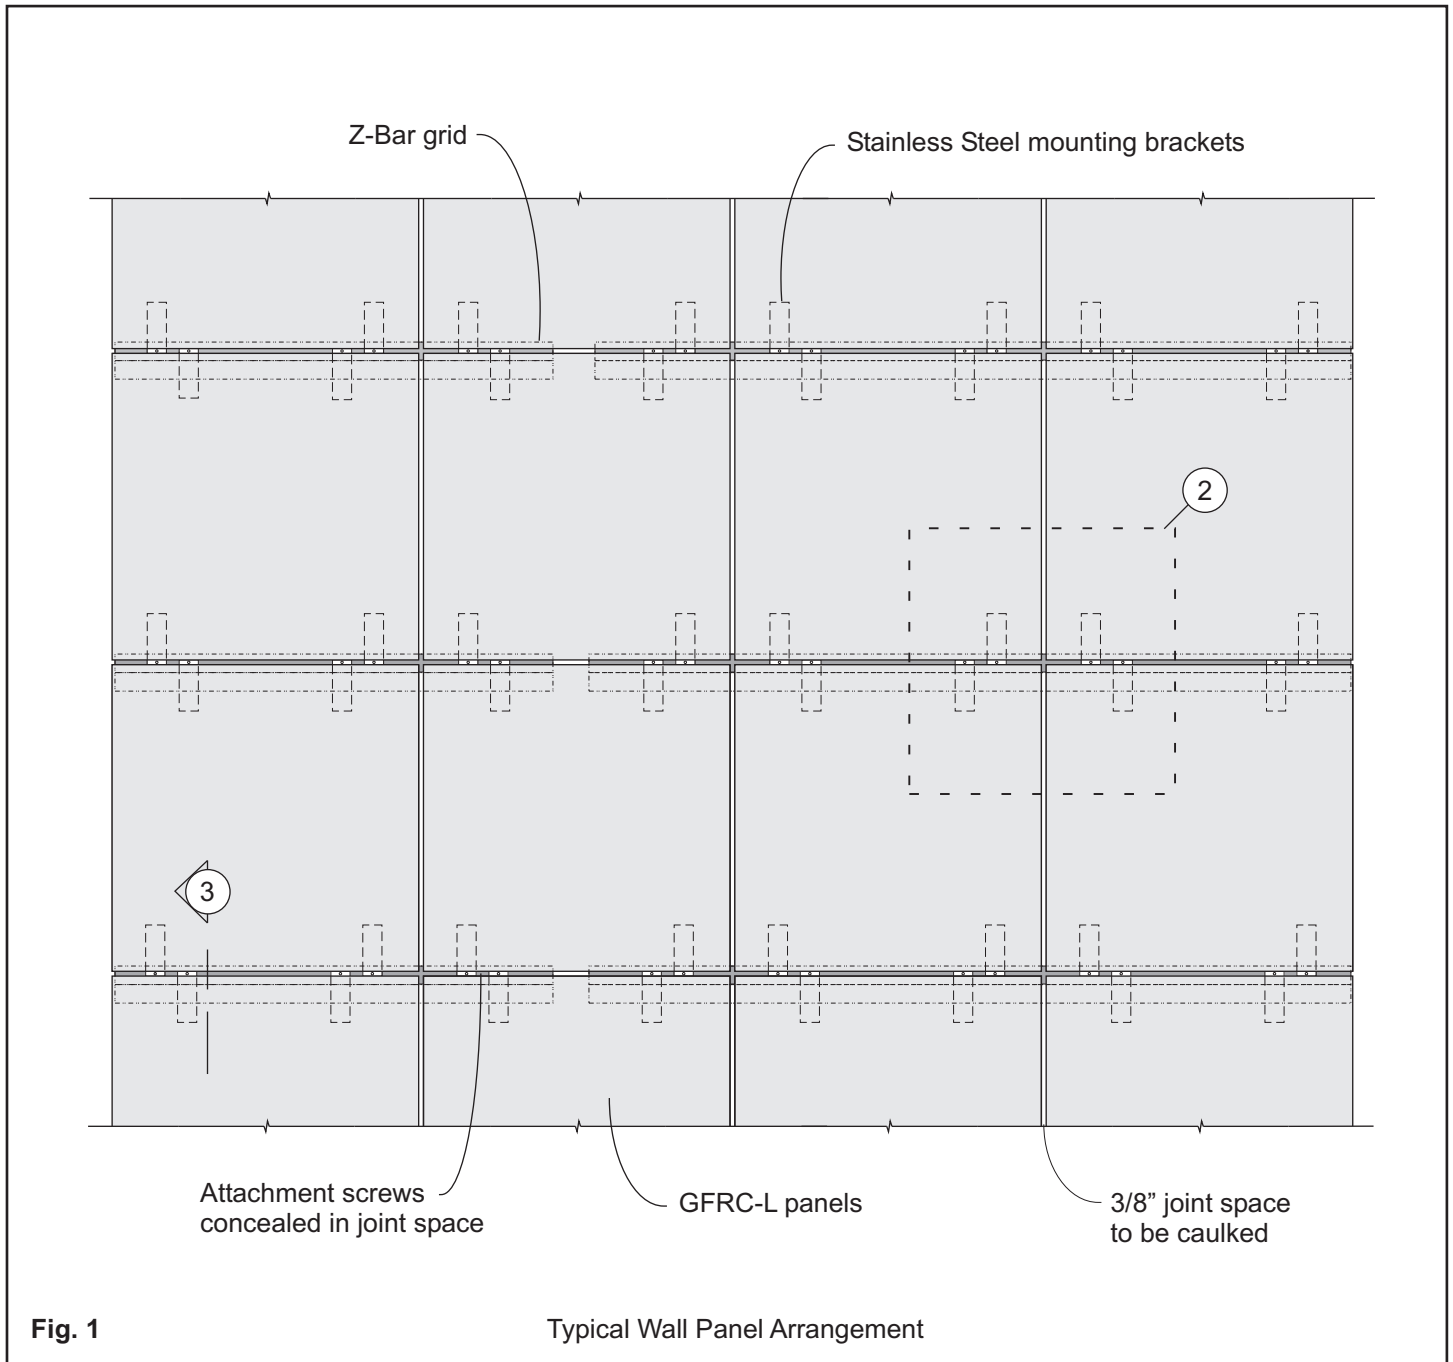 Z-Bar grid
Stainless Steel mounting brackets
2
3
Attachment screws
concealed in joint space
GFRC-L panels
3/8” joint space
to be caulked
Fig. 1
Typical Wall Panel Arrangement